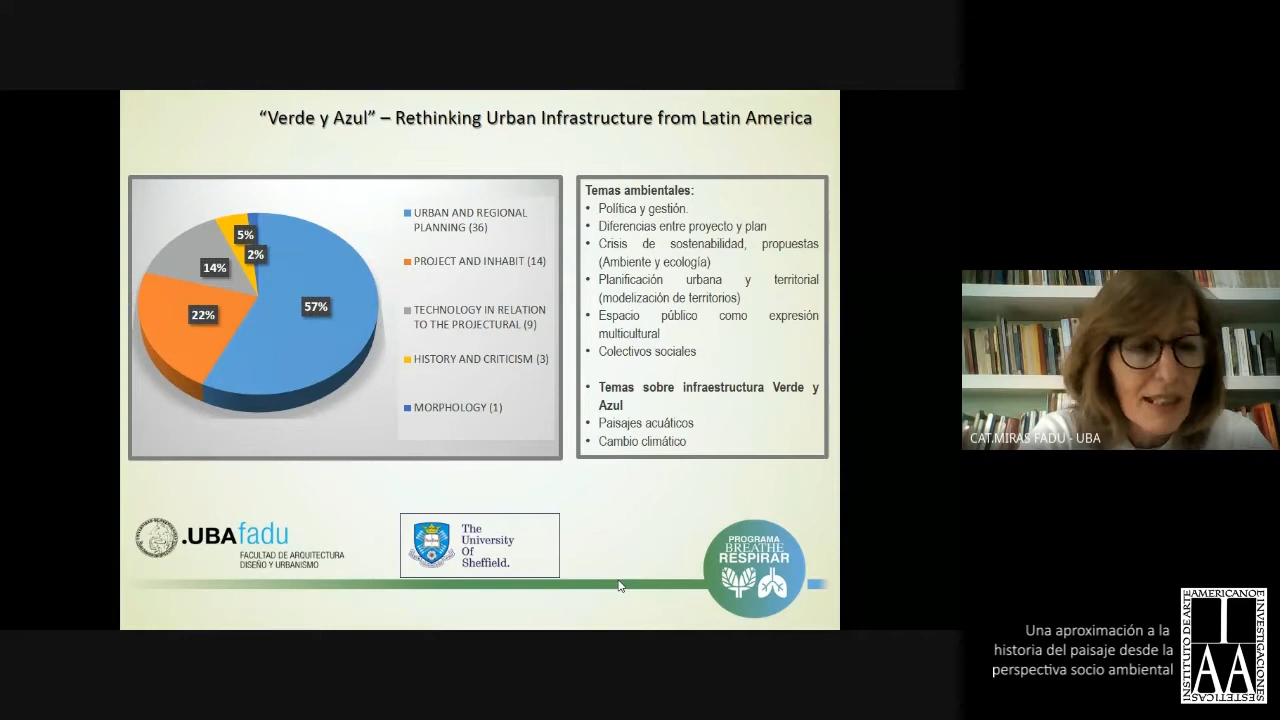 “Verde y Azul” – Rethinking Urban Infrastructure from Latin America
5%
2%
14%
57%
22%
URBAN AND REGIONAL
PLANNING (36)
PROJECT AND INHABIT (14)
TECHNOLOGY IN RELATION
TO THE PROJECTURAL (9)
HISTORY AND CRITICISM (3)
MORPHOLOGY (1)
Temas ambientales:
• Política y gestión.
• Diferencias entre proyecto y plan
• Crisis de sostenibilidad, propuestas
(Ambiente y ecología)
• Planificación urbana y territorial
(modelización de territorios)
• Espacio público como expresión
multicultural
• Colectivos sociales
• Temas sobre infraestructura Verde y
Azul
• Paisajes acuáticos
• Cambio climático
.UBAfadu
FACULTAD DE ARQUITECTURA
DISEÑO Y URBANISMO
The
University
Of
Sheffield.
PROGRAMA
BREATHE
RESPIRAR
CAT.MIRAS FADU - UBA
Una aproximación a la
historia del paisaje desde la
perspectiva socio ambiental
INSTITUTO DE ARTE
AMERICANO
E INVESTIGACIONES
ESTETICAS
IAA